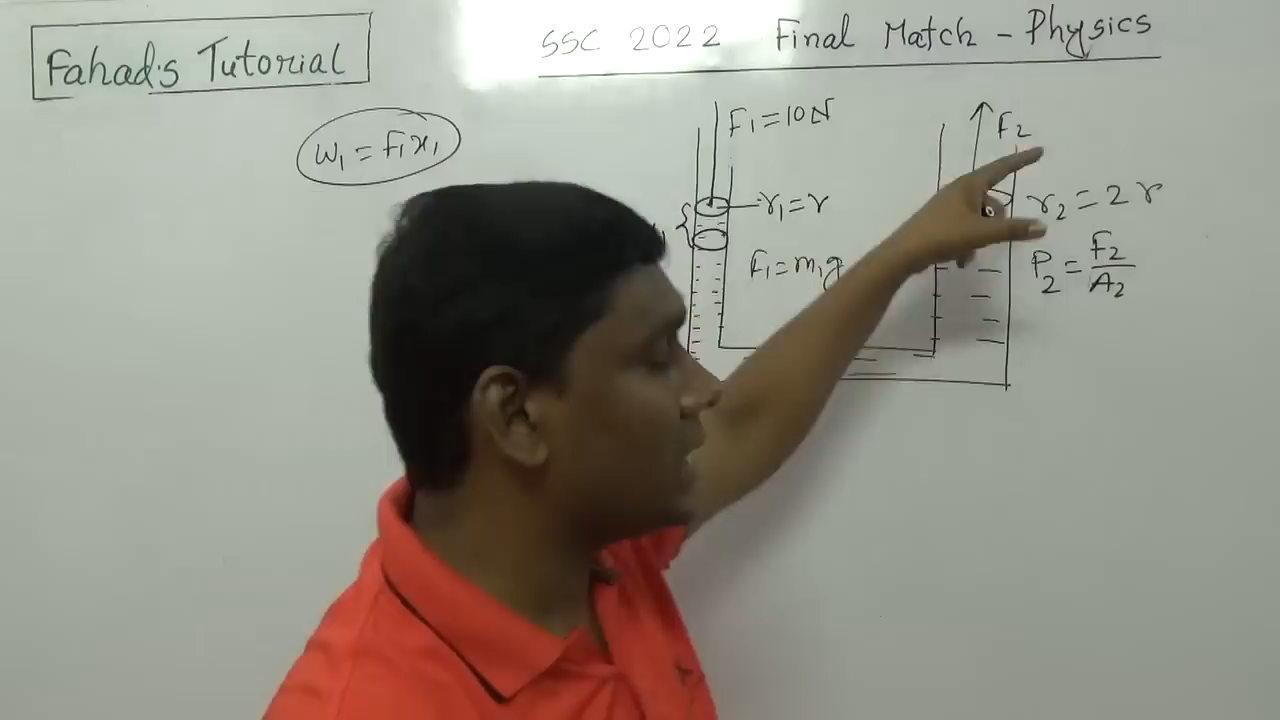 Fahad's Tutorial
SSC 2022 Final Match - Physics
W₁ = F₁x₁
F₁ = 10N
r₁ = r
F₁ = m₁g
F₂
r₂ = 2r
P₂ = F₂/A₂